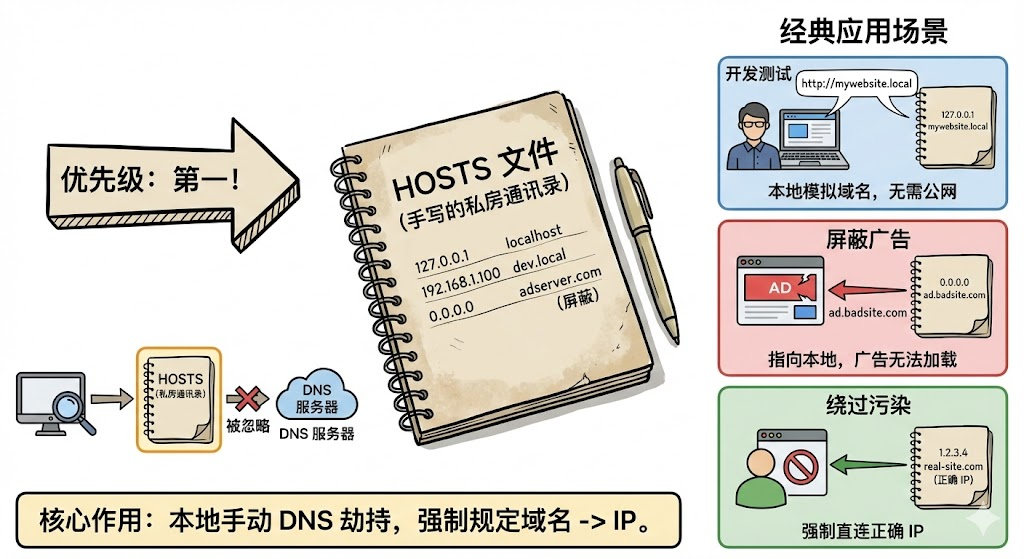 优先级：第一！
HOSTS 文件
(手写的私房通讯录)
127.0.0.1 localhost
192.168.1.100 dev.local
0.0.0.0 adserver.com
(屏蔽)
HOSTS
(私房通讯录)
被忽略
DNS
服务器
DNS 服务器
核心作用：本地手动 DNS 劫持，强制规定域名 -> IP。
经典应用场景
开发测试
http://mywebsite.local
127.0.0.1
mywebsite.local
本地模拟域名，无需公网
屏蔽广告
AD
ad.badsite.com
0.0.0.0
ad.badsite.com
指向本地，广告无法加载
绕过污染
1.2.3.4
real-site.com
(正确 IP)
强制直连正确 IP